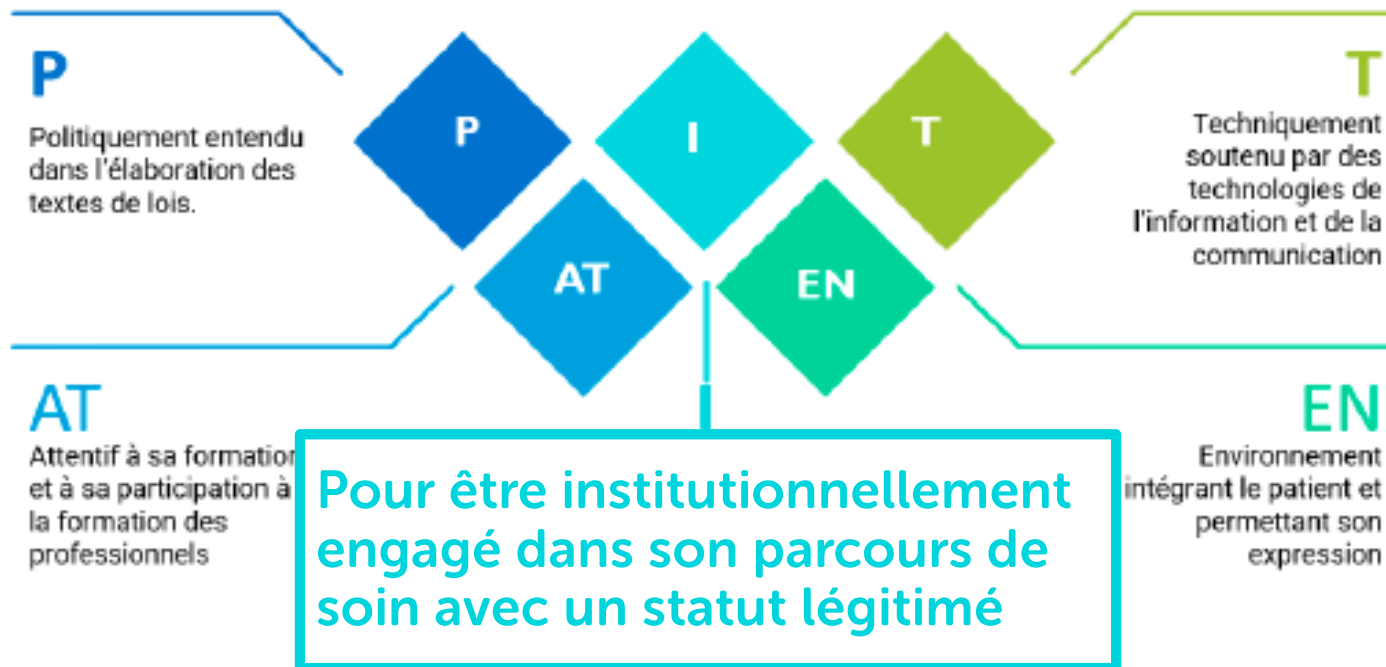 P
Politiquement entendu
dans l'élaboration des
textes de lois.
P
I
T
AT
EN
T
Techniquement
soutenu par des
technologies de
l'information et de la
communication
AT
Attentif à sa formation
et à sa participation à
la formation des
professionnels
I
Pour être institutionnellement
engagé dans son parcours de
soin avec un statut légitimé
EN
Environnement
intégrant le patient et
permettant son
expression